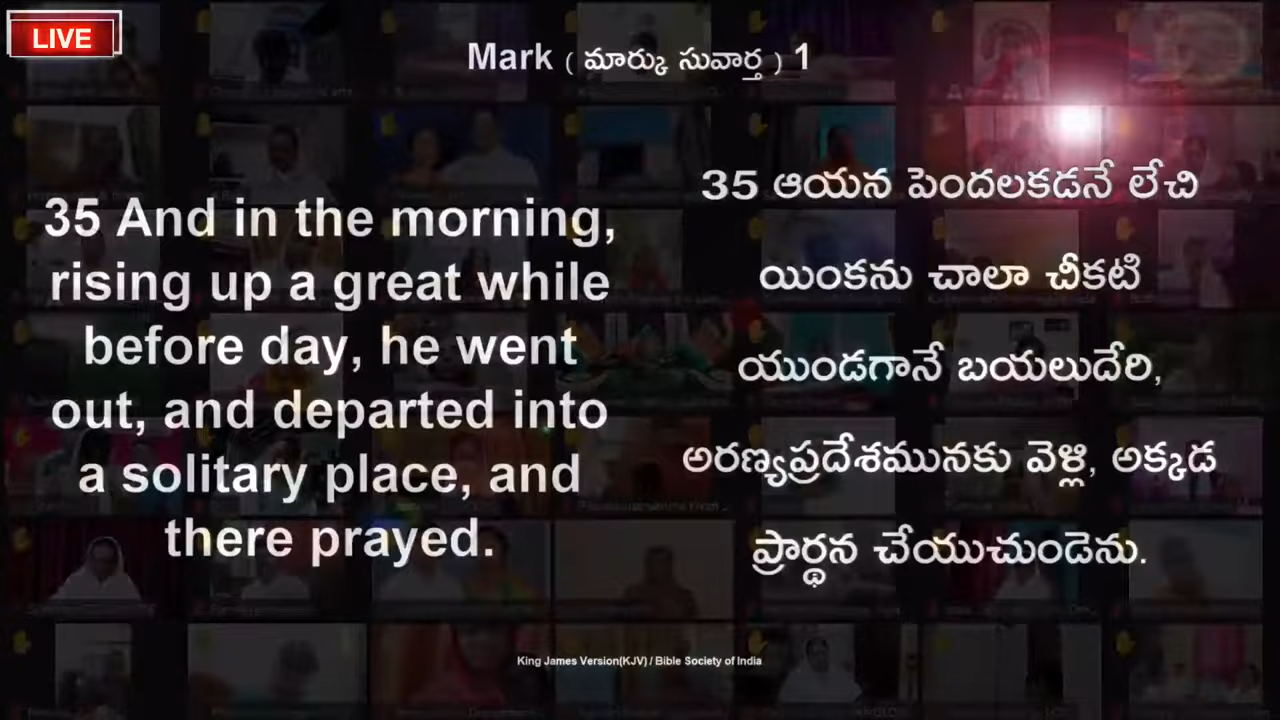 LIVE
Mark ( మార్కు సువార్త ) 1
35 And in the morning,
rising up a great while
before day, he went
out, and departed into
a solitary place, and
there prayed.
35 ఆయన పెందలకడనే లేచి
యింకను చాలా చీకటి
యుండగానే బయలుదేరి,
అరణ్యప్రదేశమునకు వెళ్లి, అక్కడ
ప్రార్థన చేయుచుండెను.
King James Version(KJV) / Bible Society of India